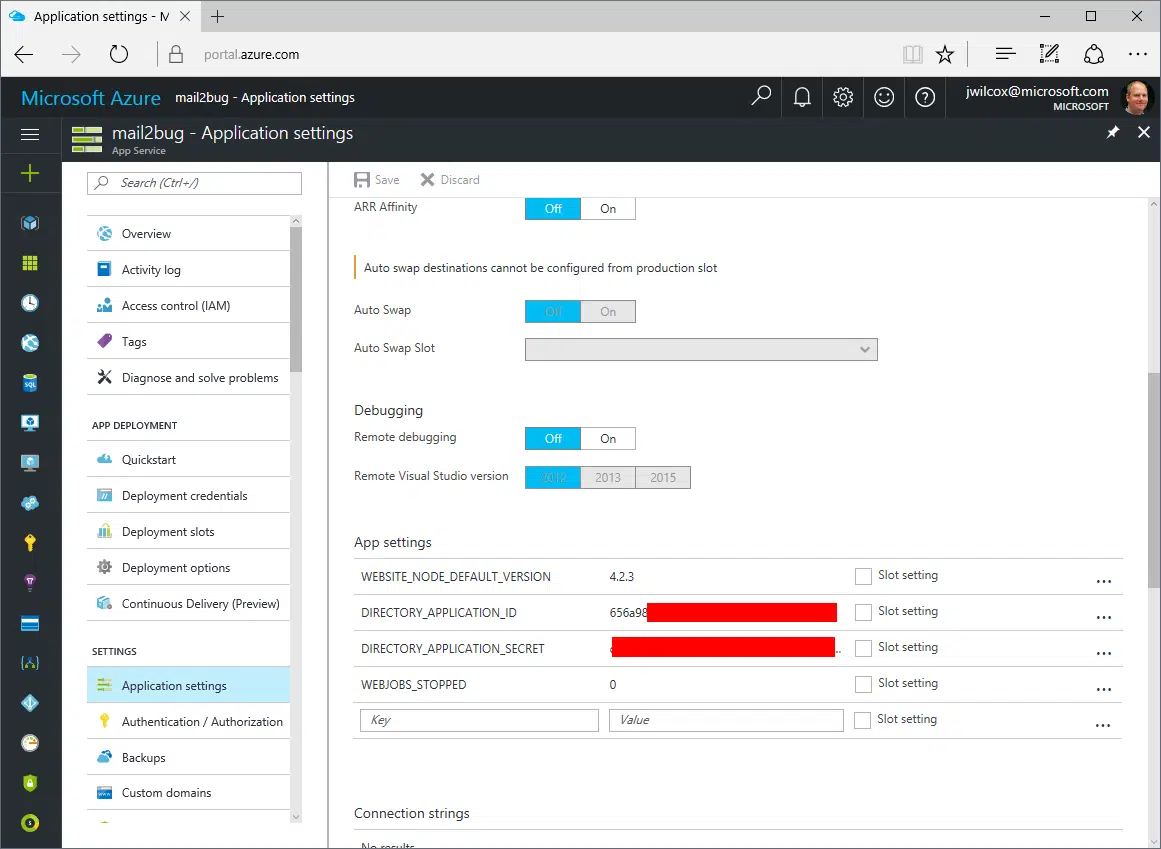 Application settings - M
portal.azure.com
Microsoft Azure mail2bug - Application settings
jwilcox@microsoft.com
MICROSOFT
mail2bug - Application settings
App Service
Search (Ctrl+/)
Overview
Activity log
Access control (IAM)
Tags
Diagnose and solve problems
APP DEPLOYMENT
Quickstart
Deployment credentials
Deployment slots
Deployment options
Continuous Delivery (Preview)
SETTINGS
Application settings
Authentication / Authorization
Backups
Custom domains
Save Discard
ARR Affinity Off On
Auto swap destinations cannot be configured from production slot
Auto Swap Off On
Auto Swap Slot
Debugging
Remote debugging Off On
Remote Visual Studio version 2012 2013 2015
App settings
WEBSITE_NODE_DEFAULT_VERSION 4.2.3 Slot setting ...
DIRECTORY_APPLICATION_ID 656a98 Slot setting ...
DIRECTORY_APPLICATION_SECRET .. Slot setting ...
WEBJOBS_STOPPED 0 Slot setting ...
Key Value Slot setting ...
Connection strings
No results